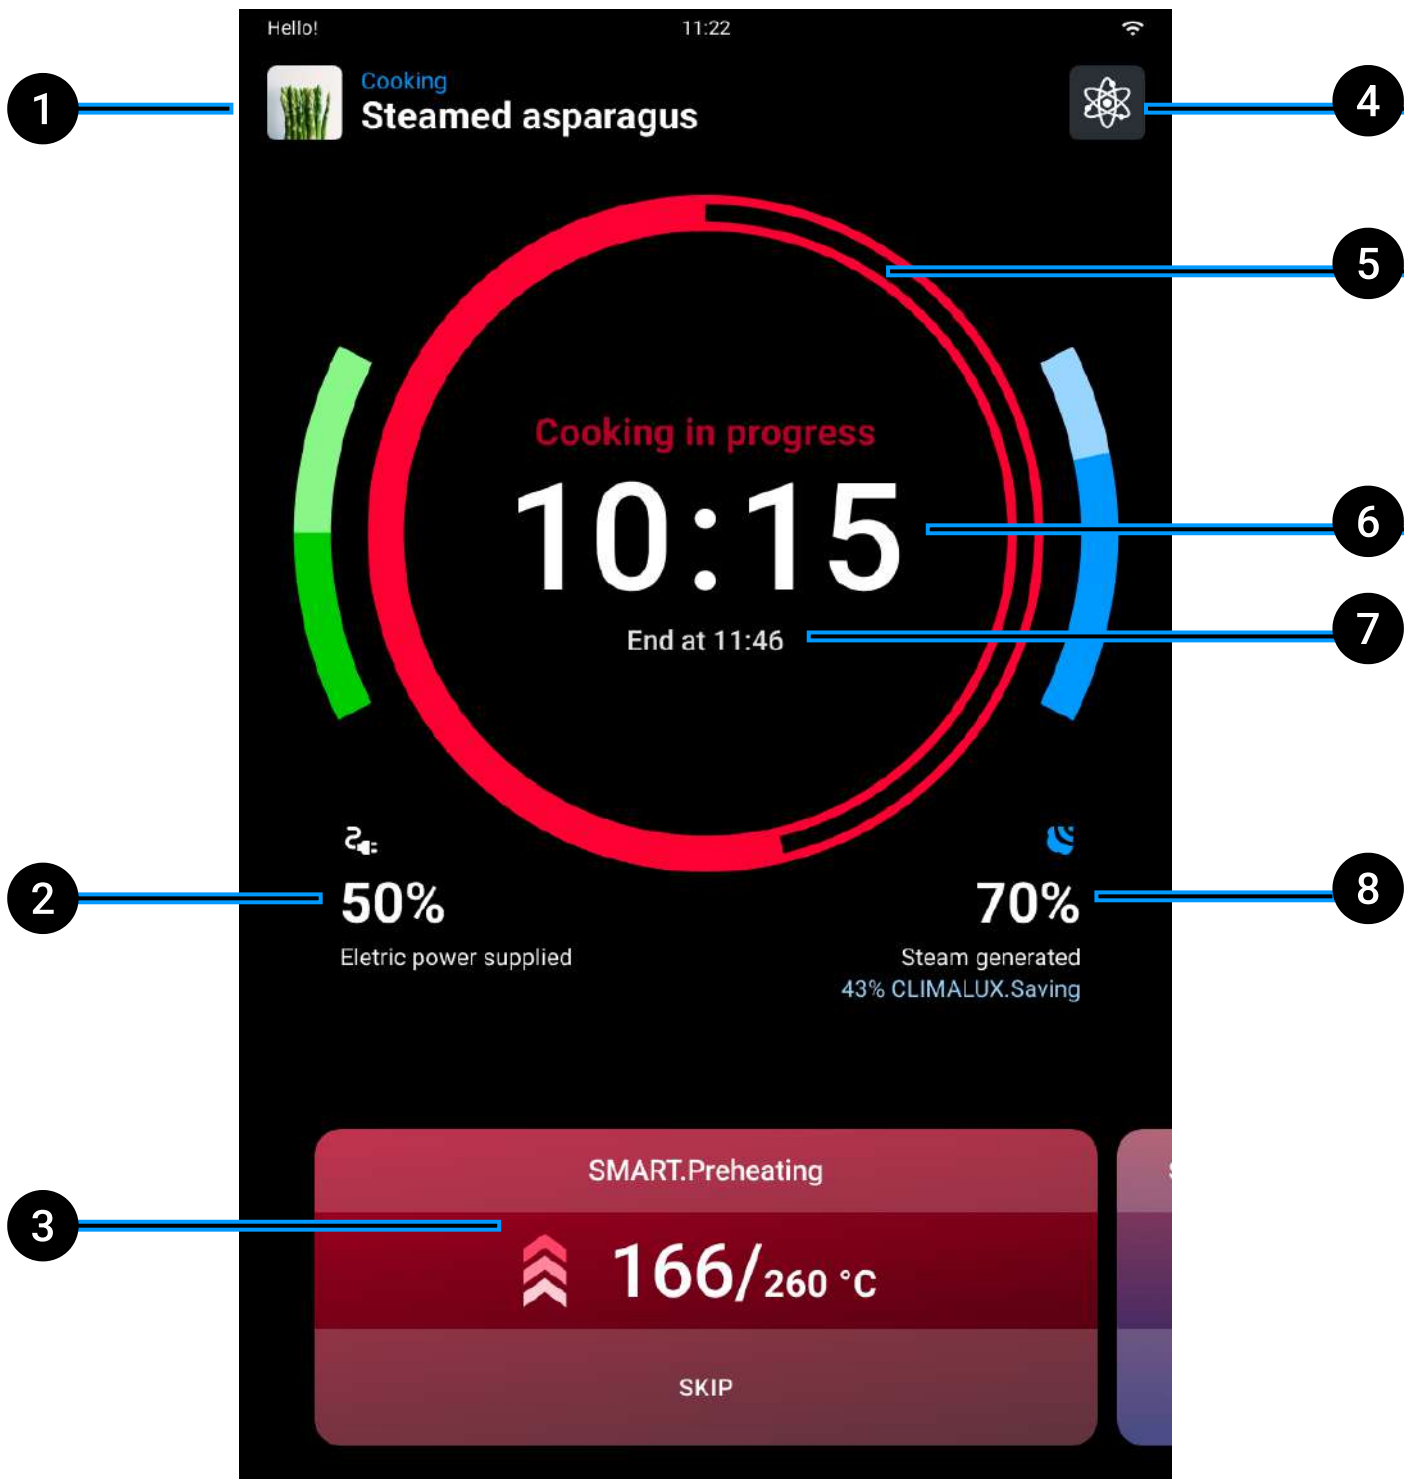 Hello!
11:22
1
Cooking
Steamed asparagus
4
5
Cooking in progress
10:15
6
End at 11:46
7
2
50%
70%
8
Eletric power supplied
Steam generated
43% CLIMALUX.Saving
SMART.Preheating
3
166/260 °C
SKIP